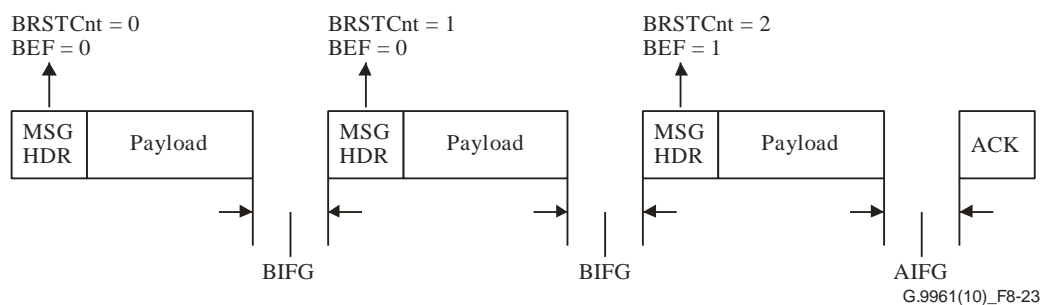 BRSTCnt = 0
BEF = 0
BRSTCnt = 1
BEF = 0
BRSTCnt = 2
BEF = 1
MSG
HDR
Payload
MSG
HDR
Payload
MSG
HDR
Payload
ACK
BIFG
BIFG
AIFG
G.9961(10)_F8-23